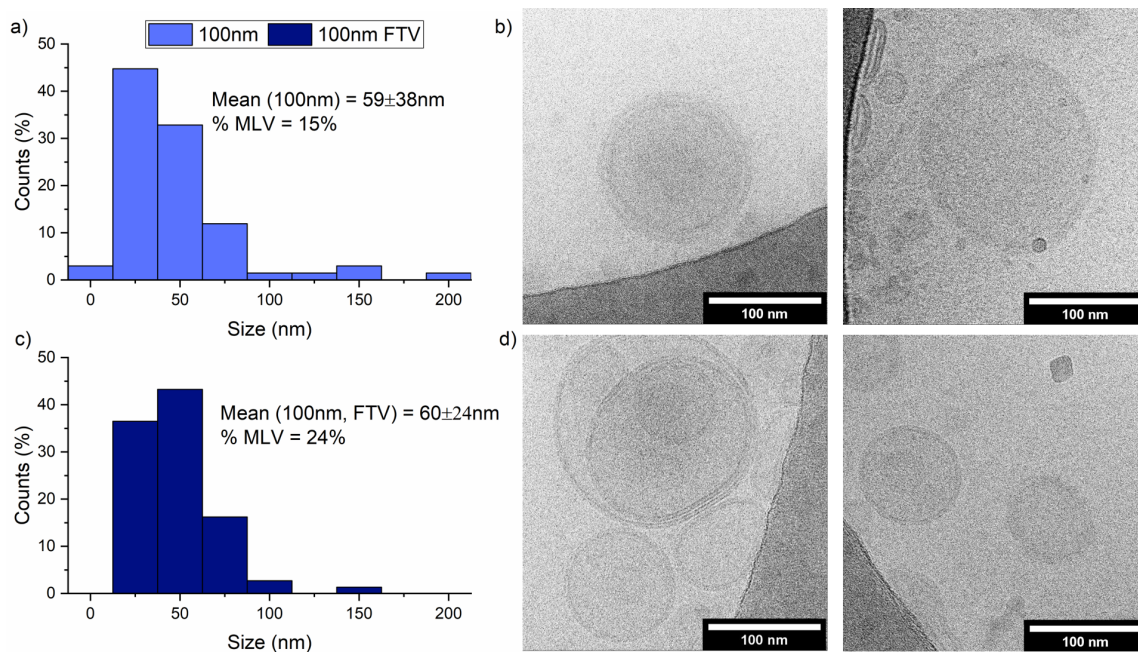 a)
100nm
100nm FTV
Mean (100nm) = 59±38nm
% MLV = 15%
Counts (%)
50
40
30
20
10
0
0
50
100
150
200
Size (nm)
b)
100 nm
100 nm
c)
Mean (100nm, FTV) = 60±24nm
% MLV = 24%
Counts (%)
50
40
30
20
10
0
0
50
100
150
200
Size (nm)
d)
100 nm
100 nm